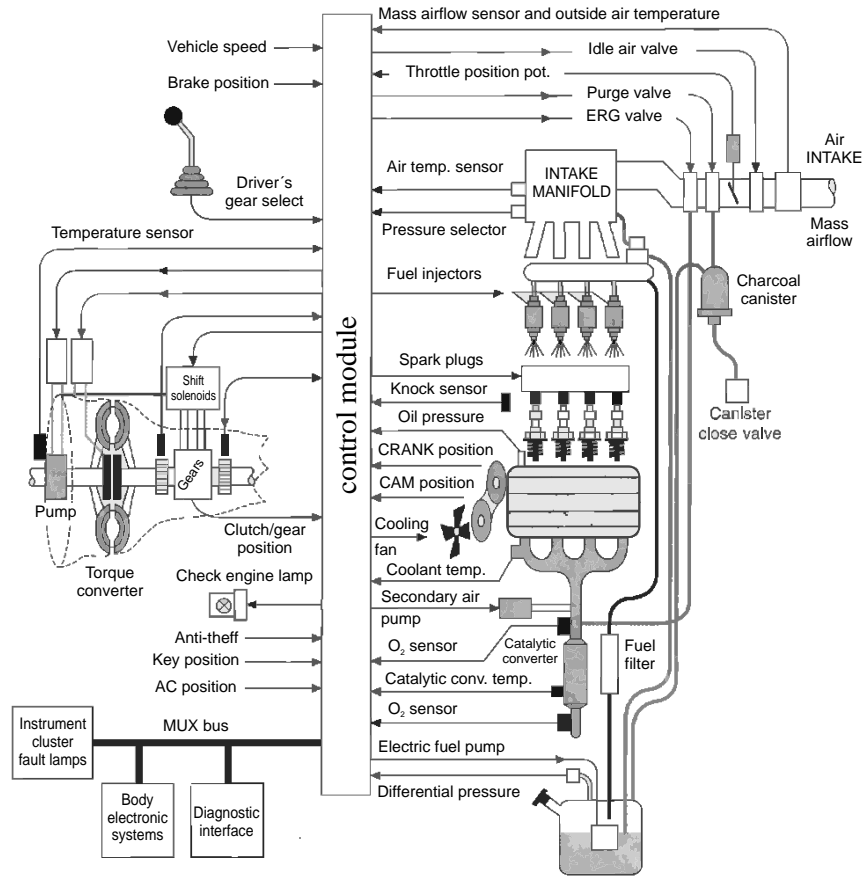 Mass airflow sensor and outside air temperature
Vehicle speed
Idle air valve
Brake position
Throttle position pot.
Purge valve
ERG valve
Air
INTAKE
Air temp. sensor
INTAKE
MANIFOLD
Driver´s
gear select
Pressure selector
Mass
airflow
Temperature sensor
Fuel injectors
Charcoal
canister
control module
Shift
solenoids
Spark plugs
Knock sensor
Oil pressure
Canister
close valve
CRANK position
Gears
CAM position
Pump
Clutch/gear
position
Cooling
fan
Torque
converter
Coolant temp.
Check engine lamp
Secondary air
pump
Anti-theff
O2 sensor
Catalytic
converter
Fuel
filter
Key position
AC position
Catalytic conv. temp.
O2 sensor
MUX bus
Instrument
cluster
fault lamps
Electric fuel pump
Differential pressure
Body
electronic
systems
Diagnostic
interface